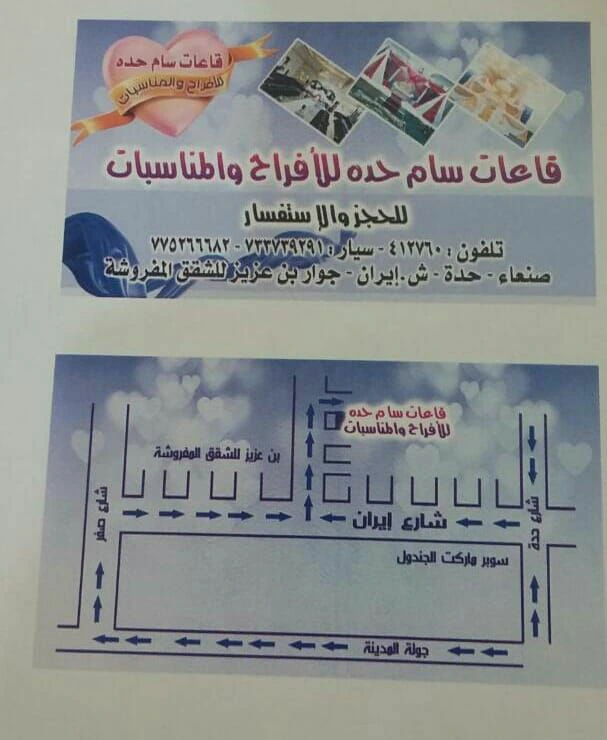 قاعات سام حده
للأفراح والمناسبات
قاعات سام حده للأفراح والمناسبات
للحجز والإستفسار
تلفون : ٤١٢٧٦٠ - سيار : ٧٣٣٧٣٩٢٩١ - ٧٧٥٢٦٦٦٨٢
صنعاء - حدة - ش.إيران - جوار بن عزيز للشقق المفروشة
قاعات سام حده
للأفراح والمناسبات
بن عزيز للشقق المفروشة
شارع حدة
شارع إيران
شارع صفر
سوبر ماركت الجندول
جولة المدينة